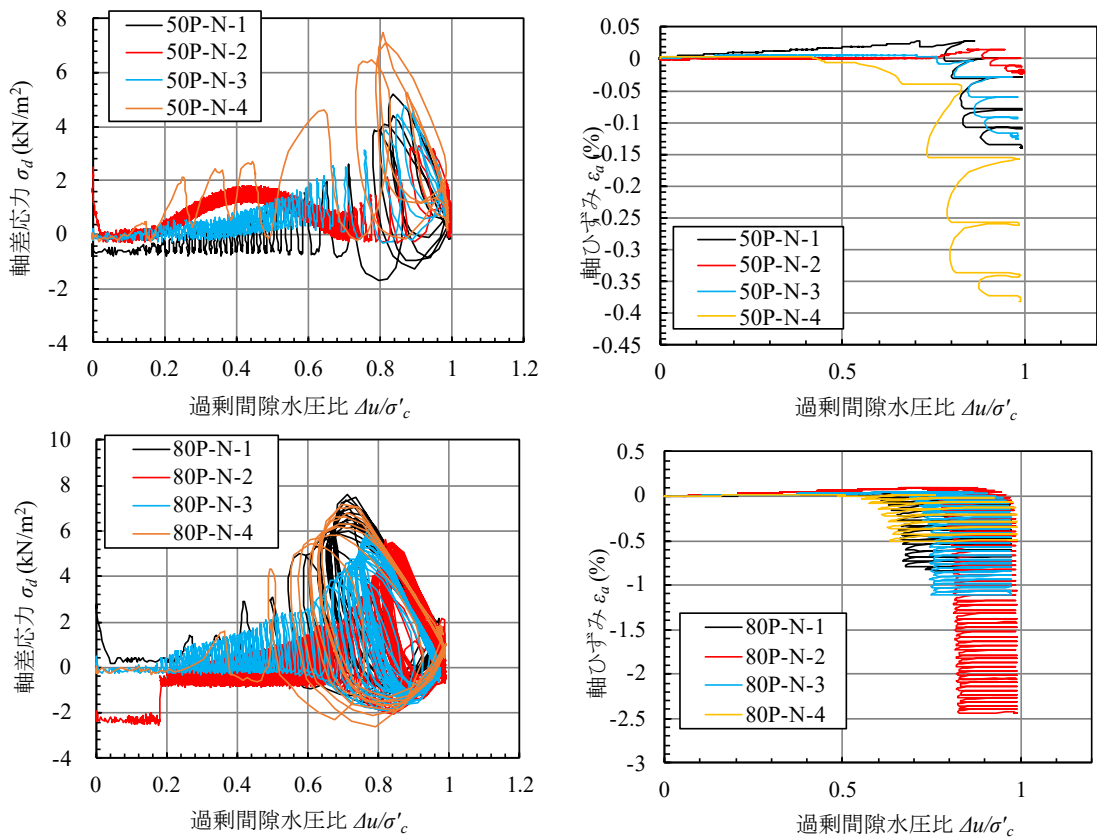 8
6
4
2
0
-2
-4
0
0.2
0.4
0.6
0.8
1
1.2
50P-N-1
50P-N-2
50P-N-3
50P-N-4
軸差応力 σd (kN/m²)
過剰間隙水圧比 Δu/σ'c
0.05
0
-0.05
-0.1
-0.15
-0.2
-0.25
-0.3
-0.35
-0.4
-0.45
0
0.5
1
50P-N-1
50P-N-2
50P-N-3
50P-N-4
軸ひずみ εa (%)
過剰間隙水圧比 Δu/σ'c
10
8
6
4
2
0
-2
-4
0
0.2
0.4
0.6
0.8
1
1.2
80P-N-1
80P-N-2
80P-N-3
80P-N-4
軸差応力 σd (kN/m²)
過剰間隙水圧比 Δu/σ'c
0.5
0
-0.5
-1
-1.5
-2
-2.5
-3
0
0.5
1
80P-N-1
80P-N-2
80P-N-3
80P-N-4
軸ひずみ εa (%)
過剰間隙水圧比 Δu/σ'c